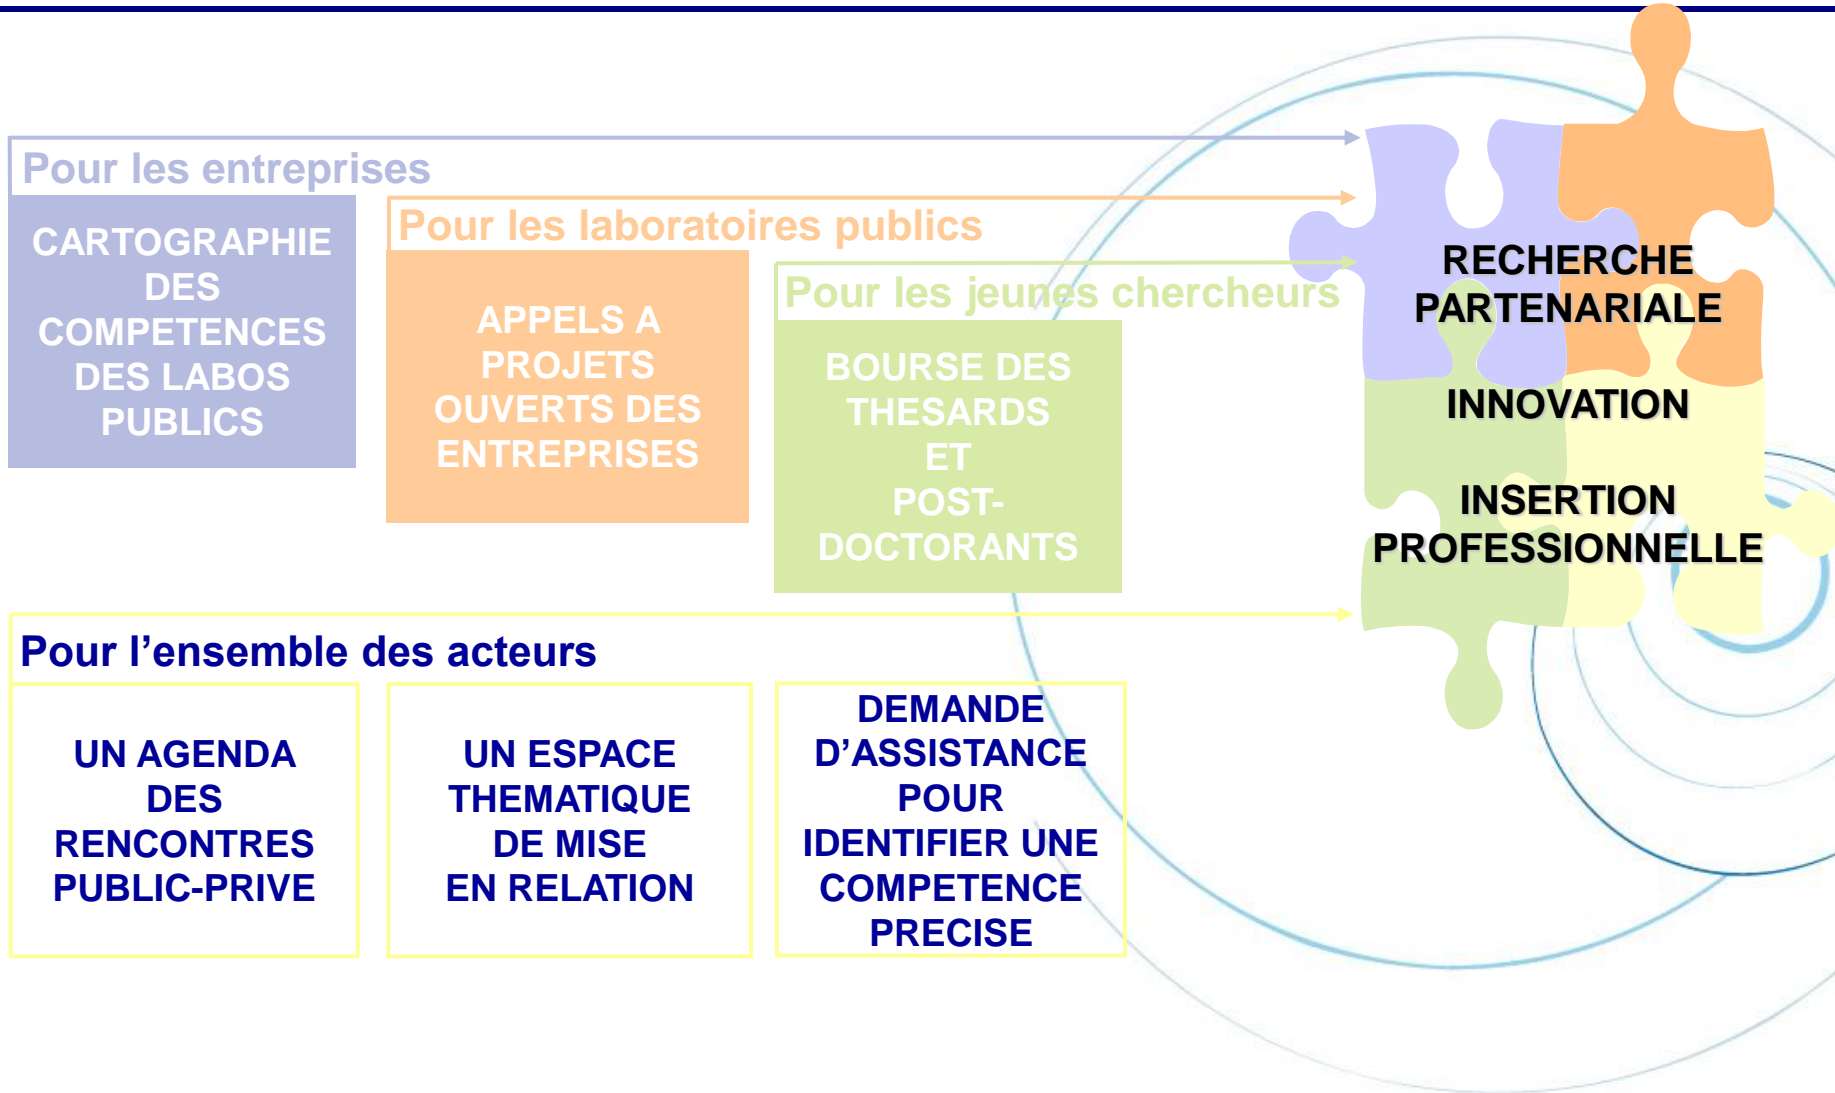 Pour les entreprises
CARTOGRAPHIE
DES
COMPETENCES
DES LABOS
PUBLICS
Pour les laboratoires publics
APPELS A
PROJETS
OUVERTS DES
ENTREPRISES
Pour les jeunes chercheurs
BOURSE DES
THESARDS
ET
POST-
DOCTORANTS
RECHERCHE
PARTENARIALE
INNOVATION
INSERTION
PROFESSIONNELLE
Pour l’ensemble des acteurs
UN AGENDA
DES
RENCONTRES
PUBLIC-PRIVE
UN ESPACE
THEMATIQUE
DE MISE
EN RELATION
DEMANDE
D’ASSISTANCE
POUR
IDENTIFIER UNE
COMPETENCE
PRECISE